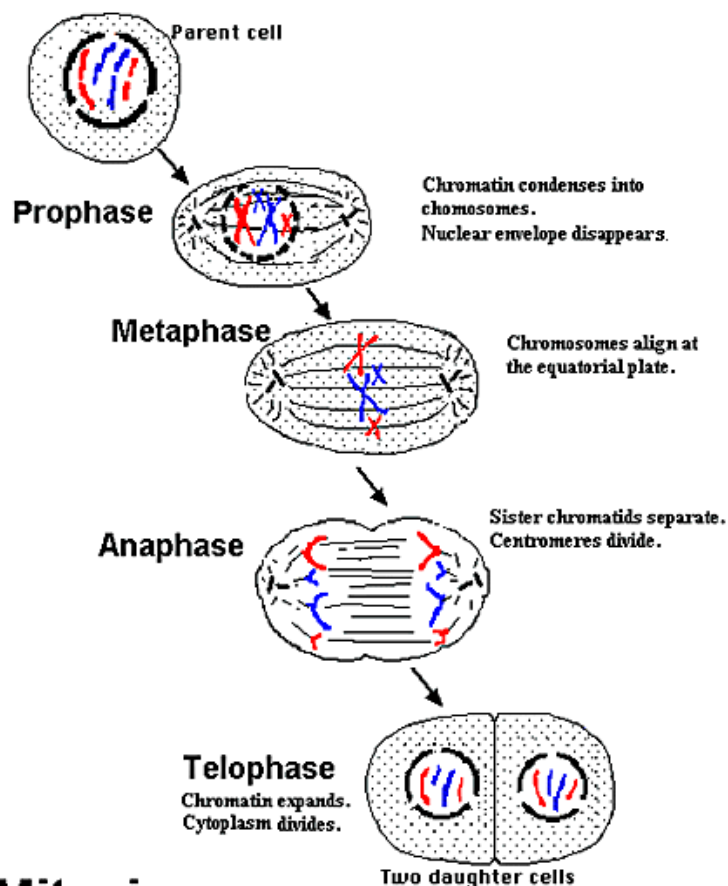 Parent cell
Prophase
Chromatin condenses into
chomosomes.
Nuclear envelope disappears.
Metaphase
Chromosomes align at
the equatorial plate.
Anaphase
Sister chromatids separate.
Centromeres divide.
Telophase
Chromatin expands.
Cytoplasm divides.
Two daughter cells